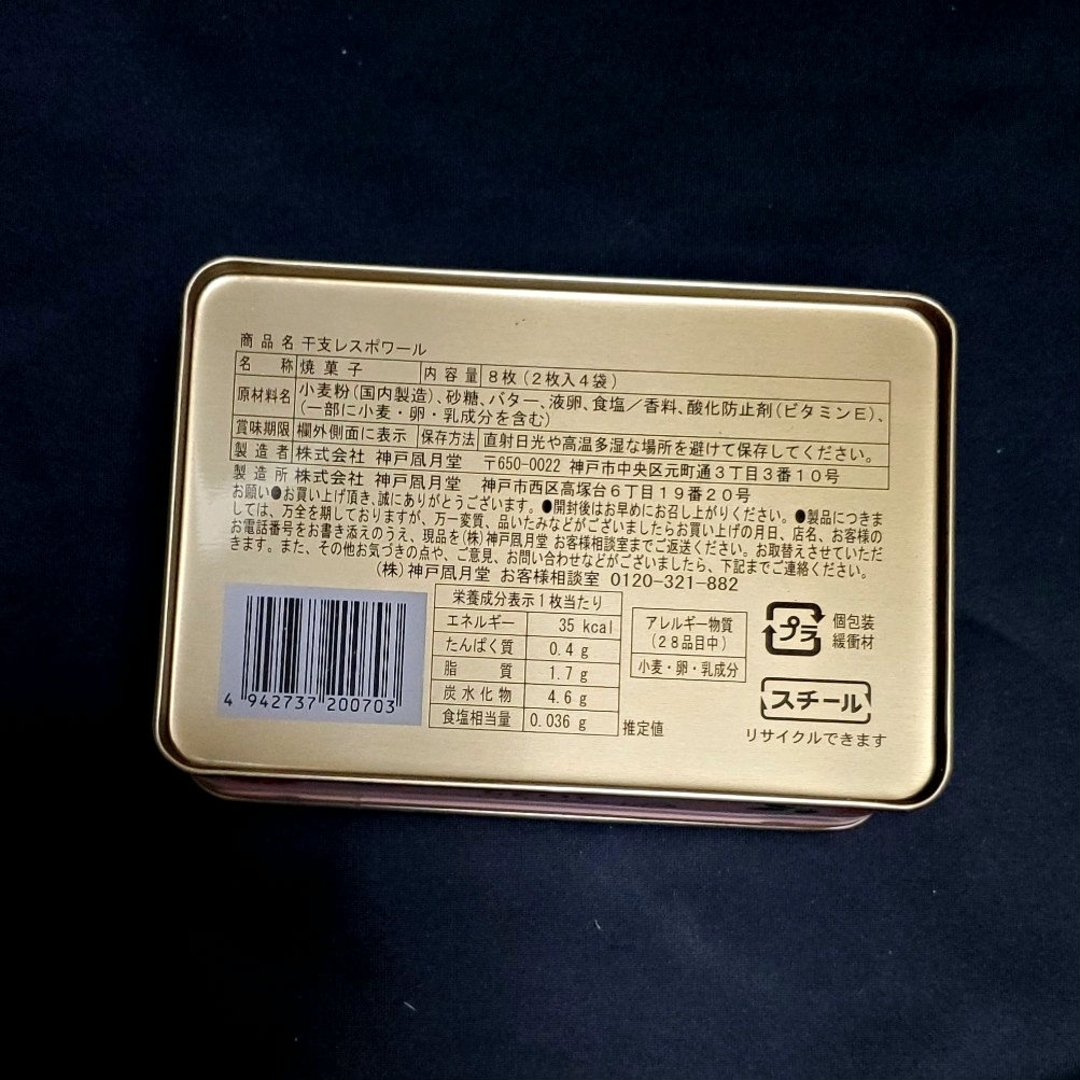 商品名 干支レスポワール
名称 焼菓子 内容量 8枚(2枚入4袋)
原材料名 小麦粉(国内製造)、砂糖、バター、液卵、食塩/香料、酸化防止剤(ビタミンE)、
(一部に小麦・卵・乳成分を含む)
賞味期限 欄外側面に表示 保存方法 直射日光や高温多湿な場所を避けて保存してください。
製造者 株式会社 神戸凮月堂 〒650-0022 神戸市中央区元町通3丁目3番10号
製造所 株式会社 神戸凮月堂 神戸市西区高塚台6丁目19番20号
お願い●お買い上げ頂き、誠にありがとうございます。●開封後はお早めにお召し上がりください。●製品につきま
しては、万全を期しておりますが、万一変質、品いたみなどがございましたらお買い上げの月日、店名、お客様の
お電話番号をお書き添えのうえ、現品を(株)神戸凮月堂 お客様相談室までご返送ください。お取替えさせていただ
きます。また、その他お気づきの点や、ご意見、お問い合わせなどがございましたら、下記までご連絡ください。
(株)神戸凮月堂 お客様相談室 0120-321-882
栄養成分表示1枚当たり
エネルギー 35 kcal
たんぱく質 0.4 g
脂質 1.7 g
炭水化物 4.6 g
食塩相当量 0.036 g
推定値
アレルギー物質
(28品目中)
小麦・卵・乳成分
プラ
個包装
緩衝材
スチール
リサイクルできます
4 942737 200703